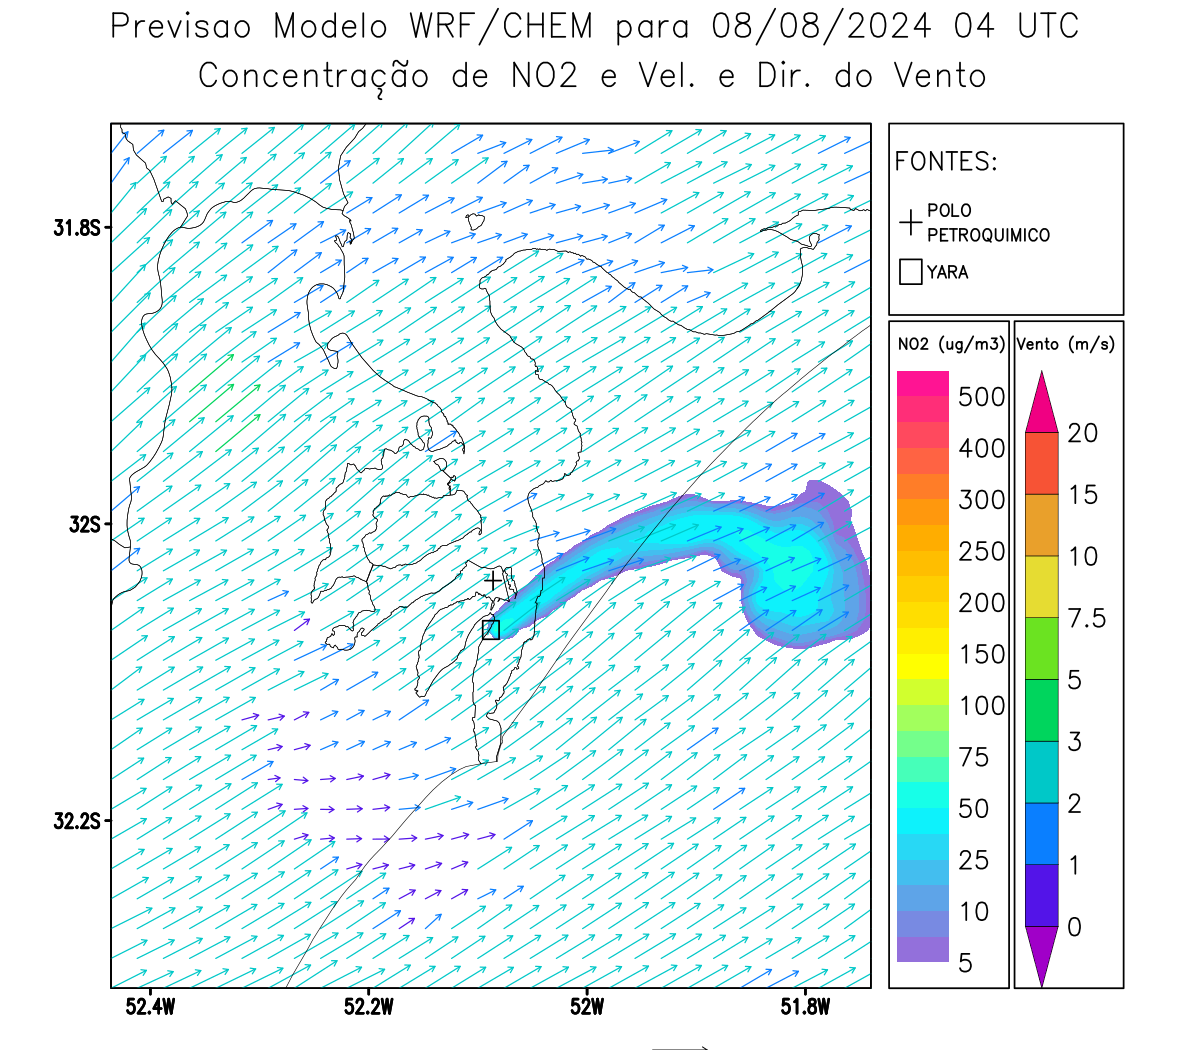 Previsao Modelo WRF/CHEM para 08/08/2024 04 UTC
Concentração de NO2 e Vel. e Dir. do Vento
FONTES:
POLO
PETROQUIMICO
YARA
NO2 (ug/m3)
500
400
300
250
200
150
100
75
50
25
10
5
Vento (m/s)
20
15
10
7.5
5
3
2
1
0
31.8S
32S
32.2S
52.4W
52.2W
52W
51.8W